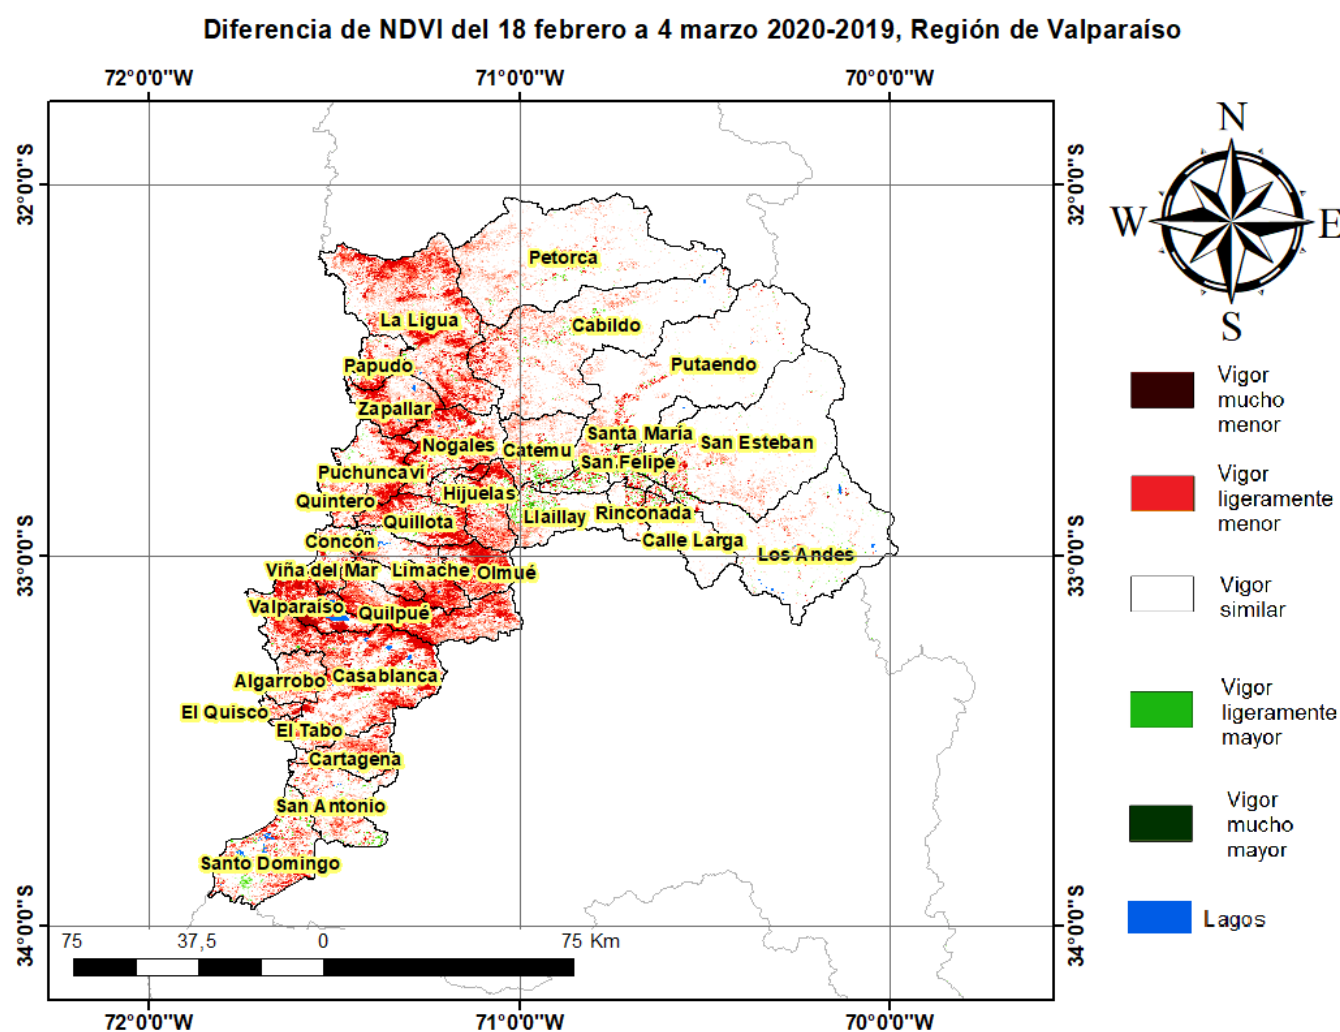 Diferencia de NDVI del 18 febrero a 4 marzo 2020-2019, Región de Valparaíso
72°0'0"W
71°0'0"W
70°0'0"W
32°0'0"S
32°0'0"S
33°0'0"S
33°0'0"S
34°0'0"S
34°0'0"S
N
W
E
S
Petorca
La Ligua
Cabildo
Papudo
Putaendo
Zapallar
Nogales
Catemu
Santa María
San Esteban
San Felipe
Puchuncaví
Quintero
Hijuelas
Quillota
Llaillay
Rinconada
Concón
Calle Larga
Los Andes
Viña del Mar
Limache
Olmué
Valparaíso
Quilpué
Algarrobo
Casablanca
El Quisco
El Tabo
Cartagena
San Antonio
Santo Domingo
Vigor
mucho
menor
Vigor
ligeramente
menor
Vigor
similar
Vigor
ligeramente
mayor
Vigor
mucho
mayor
Lagos
75
37,5
0
75 Km
72°0'0"W
71°0'0"W
70°0'0"W